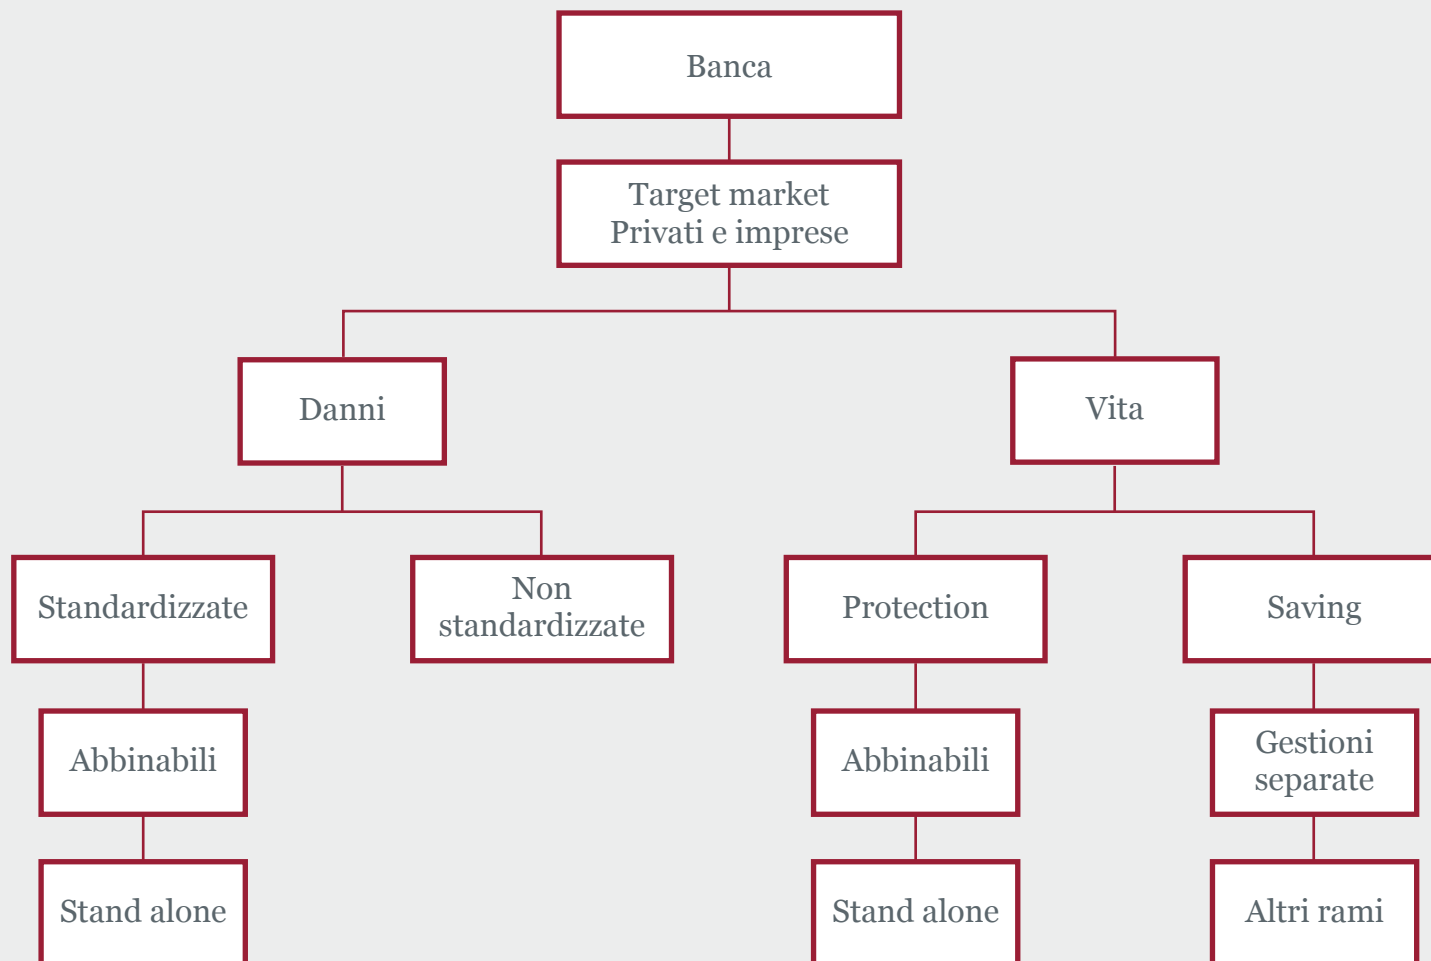 Banca
Target market
Privati e imprese
Danni
Vita
Standardizzate
Non
standardizzate
Protection
Saving
Abbinabili
Abbinabili
Gestioni
separate
Stand alone
Stand alone
Altri rami